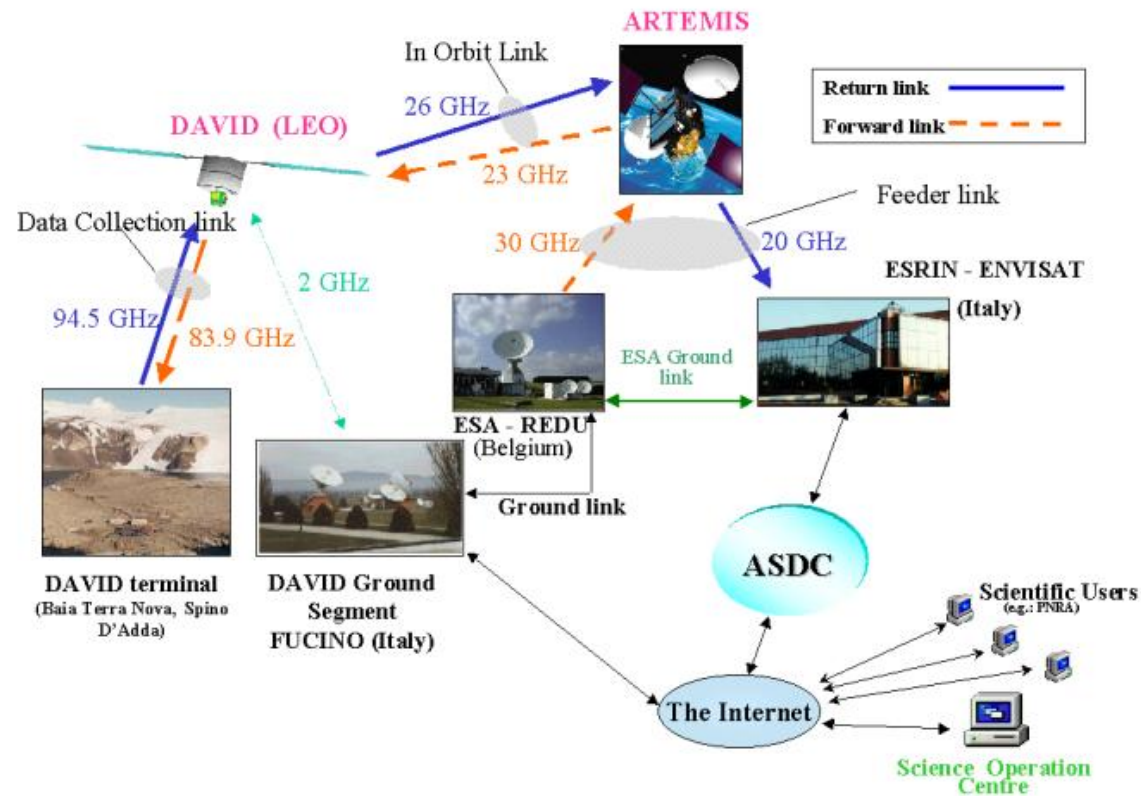 ARTEMIS
In Orbit Link
Return link
Forward link
26 GHz
DAVID (LEO)
23 GHz
Feeder link
Data Collection link
30 GHz
20 GHz
ESRIN - ENVISAT
(Italy)
2 GHz
94.5 GHz
83.9 GHz
ESA Ground
link
ESA - REDU
(Belgium)
Ground link
ASDC
DAVID terminal
(Baia Terra Nova, Spino
D'Adda)
DAVID Ground
Segment
FUCINO (Italy)
Scientific Users
(e.g.: PNRA)
The Internet
Science Operation
Centre